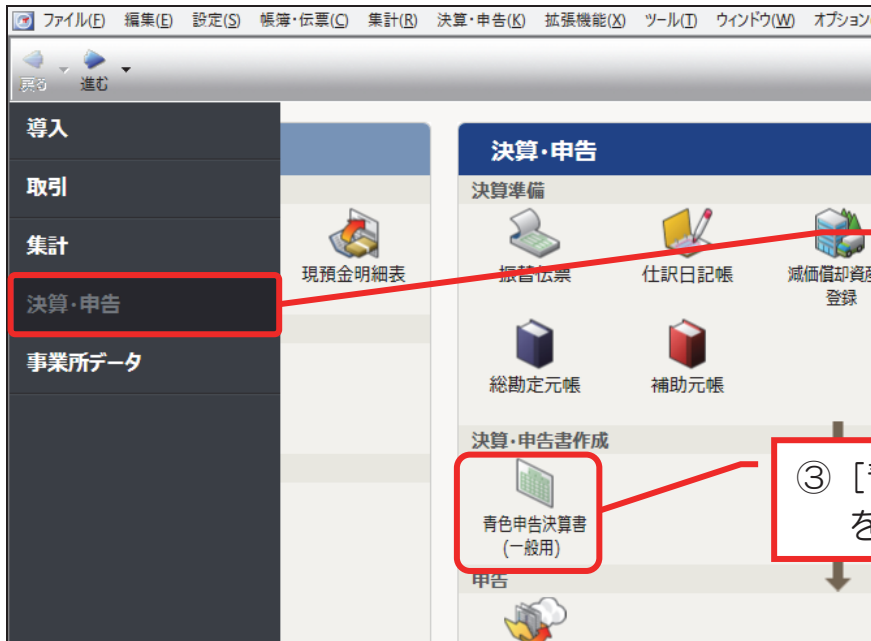 ファイル(F) 編集(E) 設定(S) 帳簿・伝票(C) 集計(R) 決算・申告(K) 拡張機能(X) ツール(T) ウィンドウ(W) オプション(
戻る 進む
導入
取引
集計
決算・申告
事業所データ
現預金明細表
決算・申告
決算準備
振替伝票 仕訳日記帳 減価償却資産
登録
総勘定元帳 補助元帳
決算・申告書作成
青色申告決算書
(一般用)
③ [
を
申告